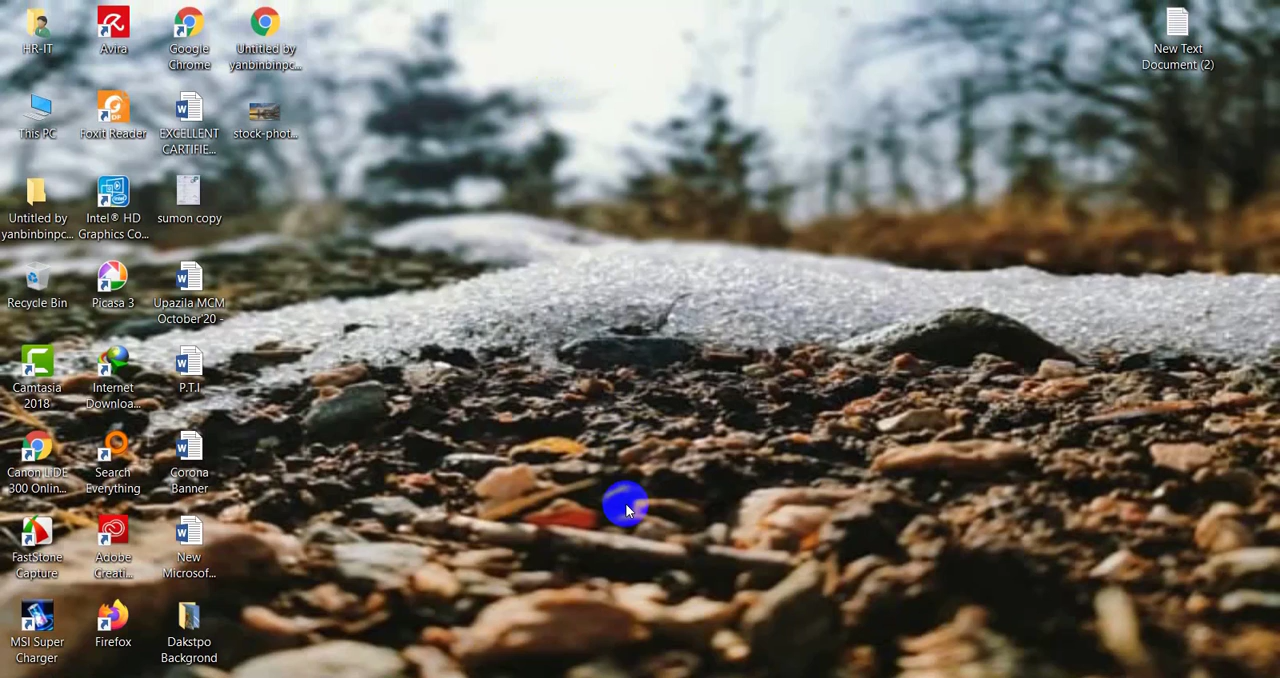 HR-IT
Avira
Google
Chrome
Untitled by
yanbinbinpc...
New Text
Document (2)
This PC
Foxit Reader
EXCELLENT
CARTIFIE...
stock-phot...
Untitled by
yanbinbinpc...
Intel® HD
Graphics Co...
sumon copy
Recycle Bin
Picasa 3
Upazila MCM
October'20 -
Camtasia
2018
Internet
Downloa...
P.T.I
Canon LiDE
300 Onlin...
Search
Everything
Corona
Banner
FastStone
Capture
Adobe
Creati...
New
Microsof...
MSI Super
Charger
Firefox
Dakstpo
Backgrond